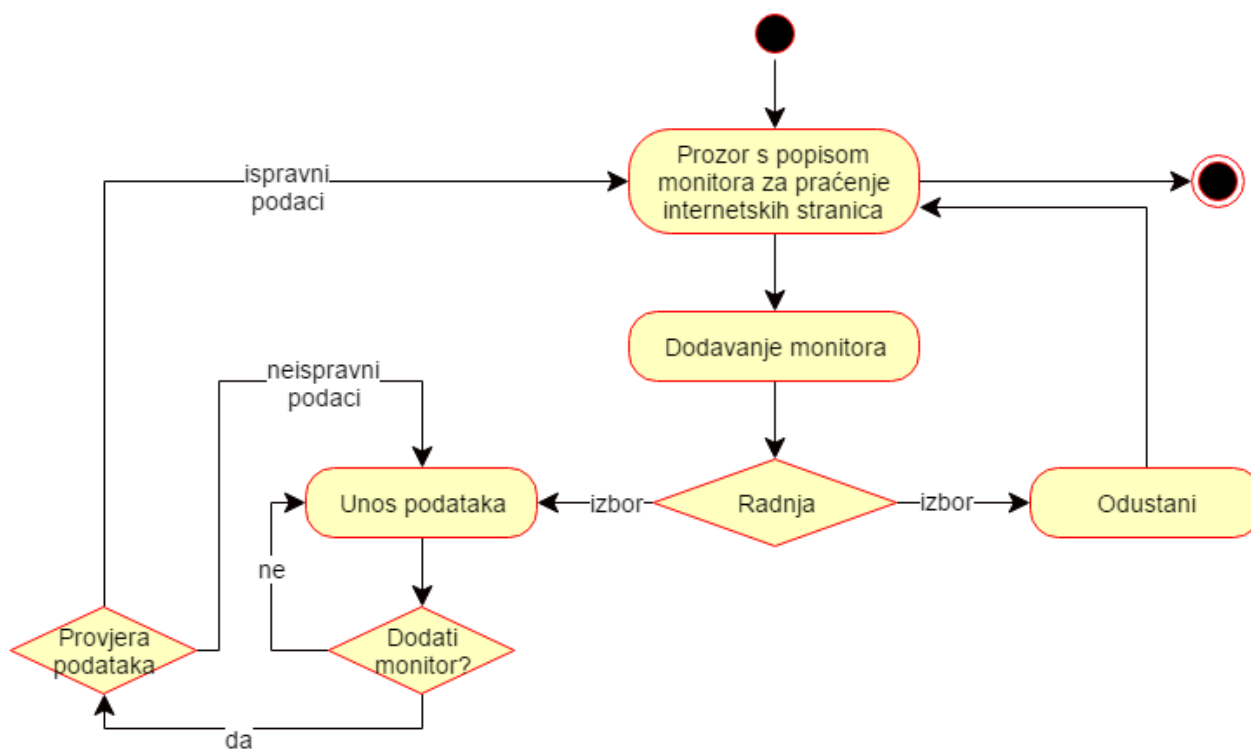 Prozor s popisom
monitora za praćenje
internetskih stranica
ispravni
podaci
Dodavanje monitora
neispravni
podaci
Unos podataka
izbor
Radnja
izbor
Odustani
ne
Provjera
podataka
Dodati
monitor?
da